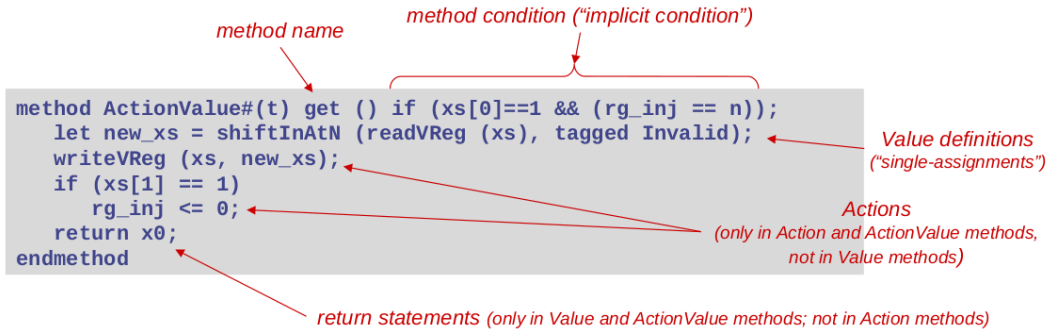 method condition (“implicit condition”)
method name
method ActionValue#(t) get () if (xs[0]==1 && (rg_inj == n));
let new_xs = shiftInAtN (readVReg (xs), tagged Invalid);
writeVReg (xs, new_xs);
if (xs[1] == 1)
rg_inj <= 0;
return x0;
endmethod
Value definitions
(“single-assignments”)
Actions
(only in Action and ActionValue methods,
not in Value methods)
return statements (only in Value and ActionValue methods; not in Action methods)